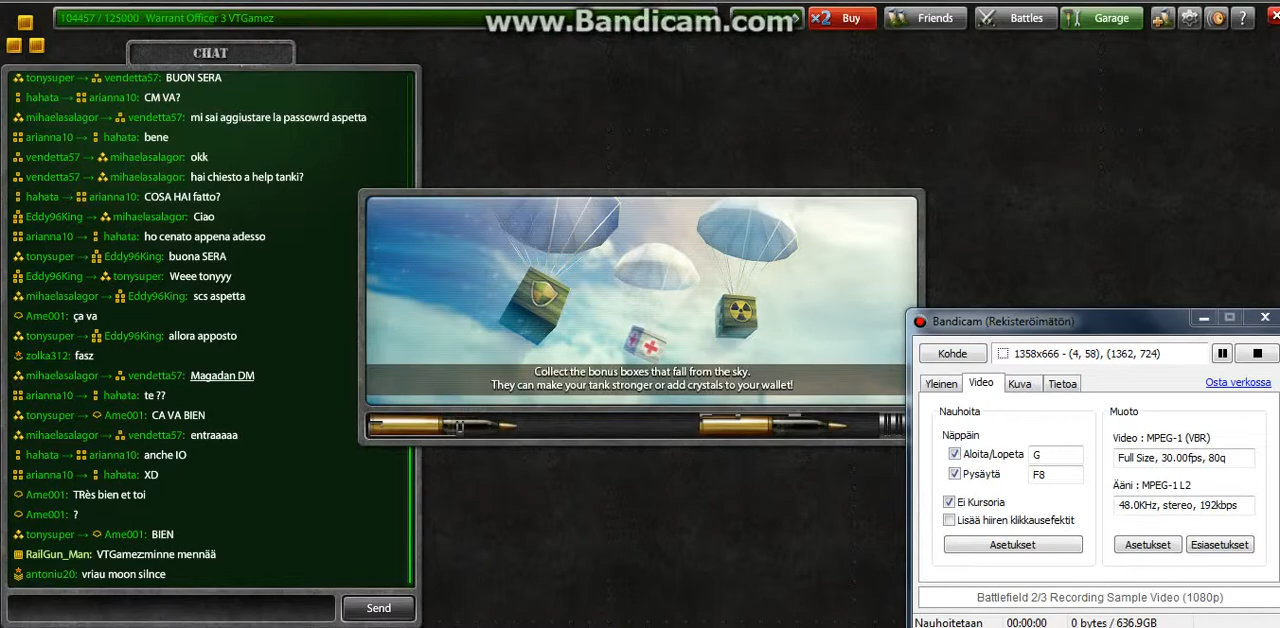 www.Bandicam.com
104457 / 125000 Warrant Officer 3 VTGamez
×2 Buy
Friends
Battles
Garage
?
CHAT
tonysuper → vendetta57: BUON SERA
hahata → arianna10: CM VA?
mihaelasalagor → vendetta57: mi sai aggiustare la passowrd aspetta
arianna10 → hahata: bene
vendetta57 → mihaelasalagor: okk
vendetta57 → mihaelasalagor: hai chiesto a help tanki?
hahata → arianna10: COSA HAI fatto?
Eddy96King → mihaelasalagor: Ciao
arianna10 → hahata: ho cenato appena adesso
tonysuper → Eddy96King: buona SERA
Eddy96King → tonysuper: Weee tonyyy
mihaelasalagor → Eddy96King: scs aspetta
Ame001: ça va
tonysuper → Eddy96King: allora apposto
zolka312: fasz
mihaelasalagor → vendetta57: Magadan DM
arianna10 → hahata: te ??
tonysuper → Ame001: CA VA BIEN
mihaelasalagor → vendetta57: entraaaaa
hahata → arianna10: anche IO
arianna10 → hahata: XD
Ame001: TRès bien et toi
Ame001: ?
tonysuper → Ame001: BIEN
RailGun_Man: VTGamez:minne mennää
antoniu20: vriau moon silnce
Send
Collect the bonus boxes that fall from the sky.
They can make your tank stronger or add crystals to your wallet!
Bandicam (Rekisteröimätön)
Kohde
1358x666 - (4, 58), (1362, 724)
Yleinen
Video
Kuva
Tietoa
Osta verkossa
Nauhoita
Näppäin
Aloita/Lopeta
G
Pysäytä
F8
Ei Kursoria
Lisää hiiren klikkausefektit
Asetukset
Muoto
Video : MPEG-1 (VBR)
Full Size, 30.00fps, 80q
Ääni : MPEG-1 L2
48.0KHz, stereo, 192kbps
Asetukset
Esiasetukset
Battlefield 2/3 Recording Sample Video (1080p)
Nauhoitetaan
00:00:00
0 bytes / 636.9GB